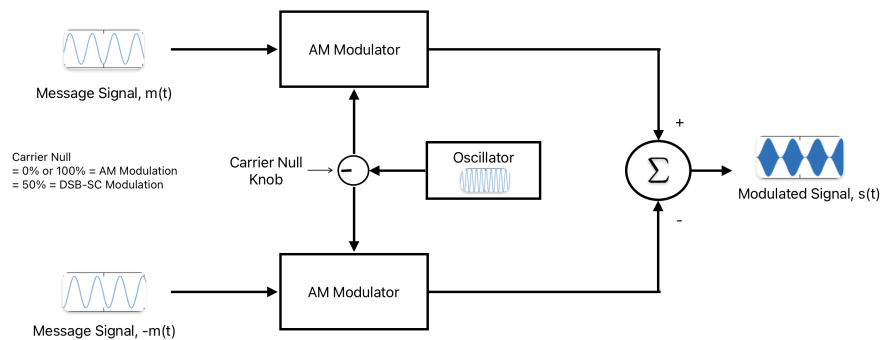 AM Modulator
Message Signal, m(t)
+
Carrier Null
= 0% or 100% = AM Modulation
= 50% = DSB-SC Modulation
Carrier Null
Knob
Oscillator
Σ
Modulated Signal, s(t)
-
AM Modulator
Message Signal, -m(t)